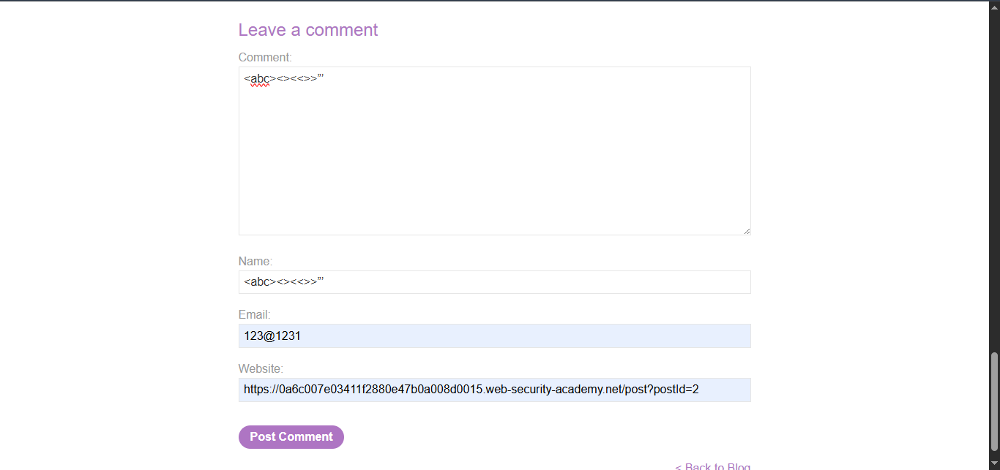 Leave a comment
Comment:
<abc><><<>>”’
Name:
<abc><><<>>”’
Email:
123@1231
Website:
https://0a6c007e03411f2880e47b0a008d0015.web-security-academy.net/post?postId=2
Post Comment
< Back to Blog